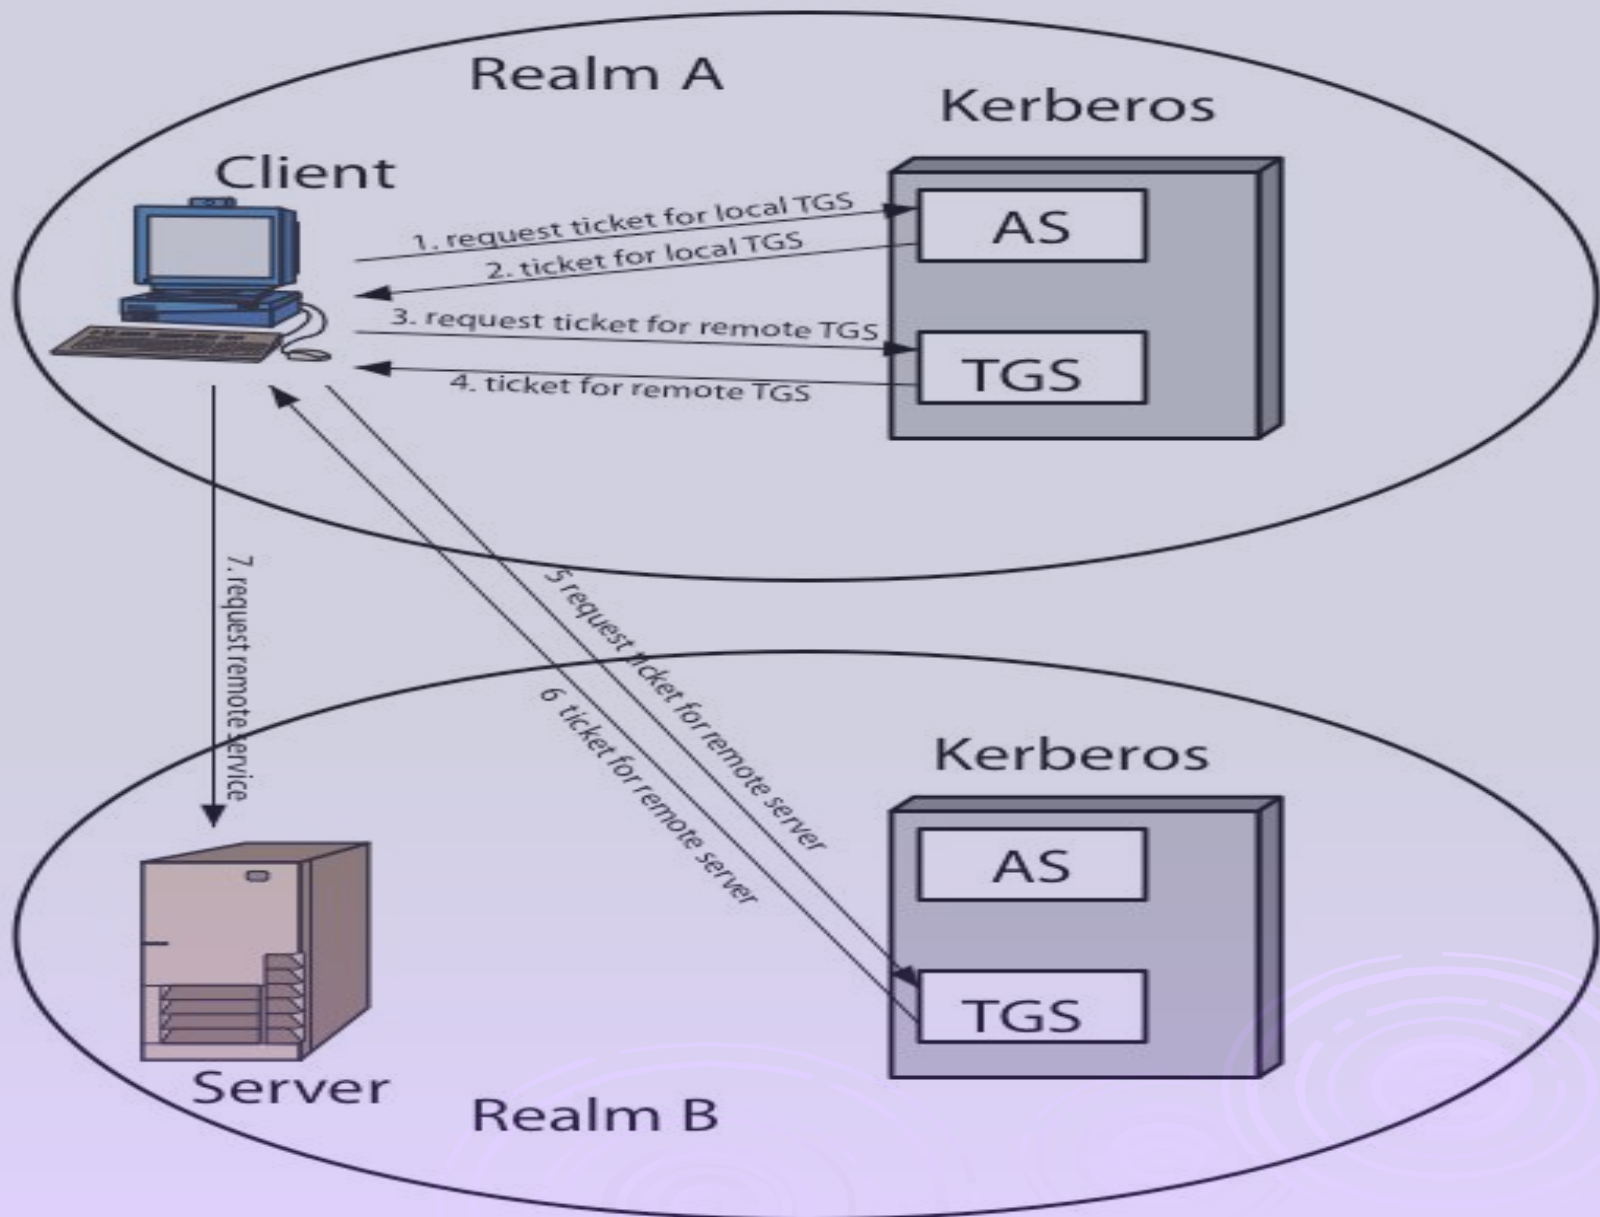 Realm A
Kerberos
Client
1. request ticket for local TGS
AS
2. ticket for local TGS
3. request ticket for remote TGS
TGS
4. ticket for remote TGS
7. request remote service
5 request ticket for remote server
6 ticket for remote server
Kerberos
AS
TGS
Server
Realm B